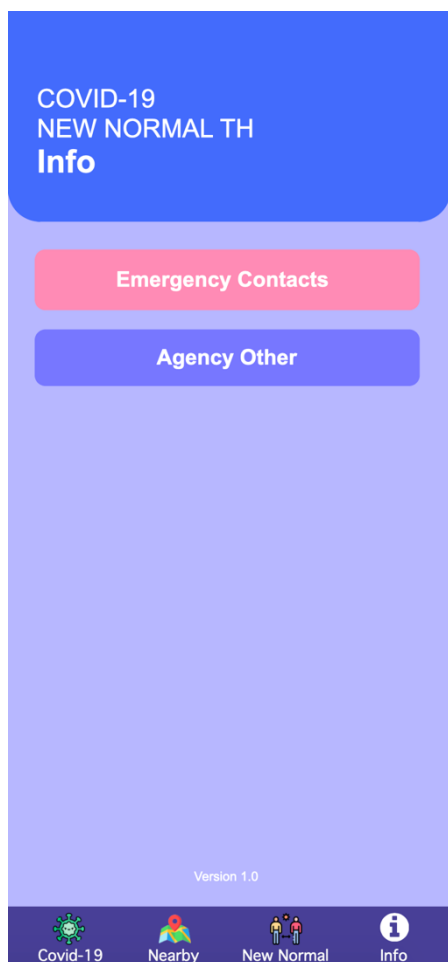 COVID-19
NEW NORMAL TH
Info
Emergency Contacts
Agency Other
Version 1.0
Covid-19
Nearby
New Normal
Info